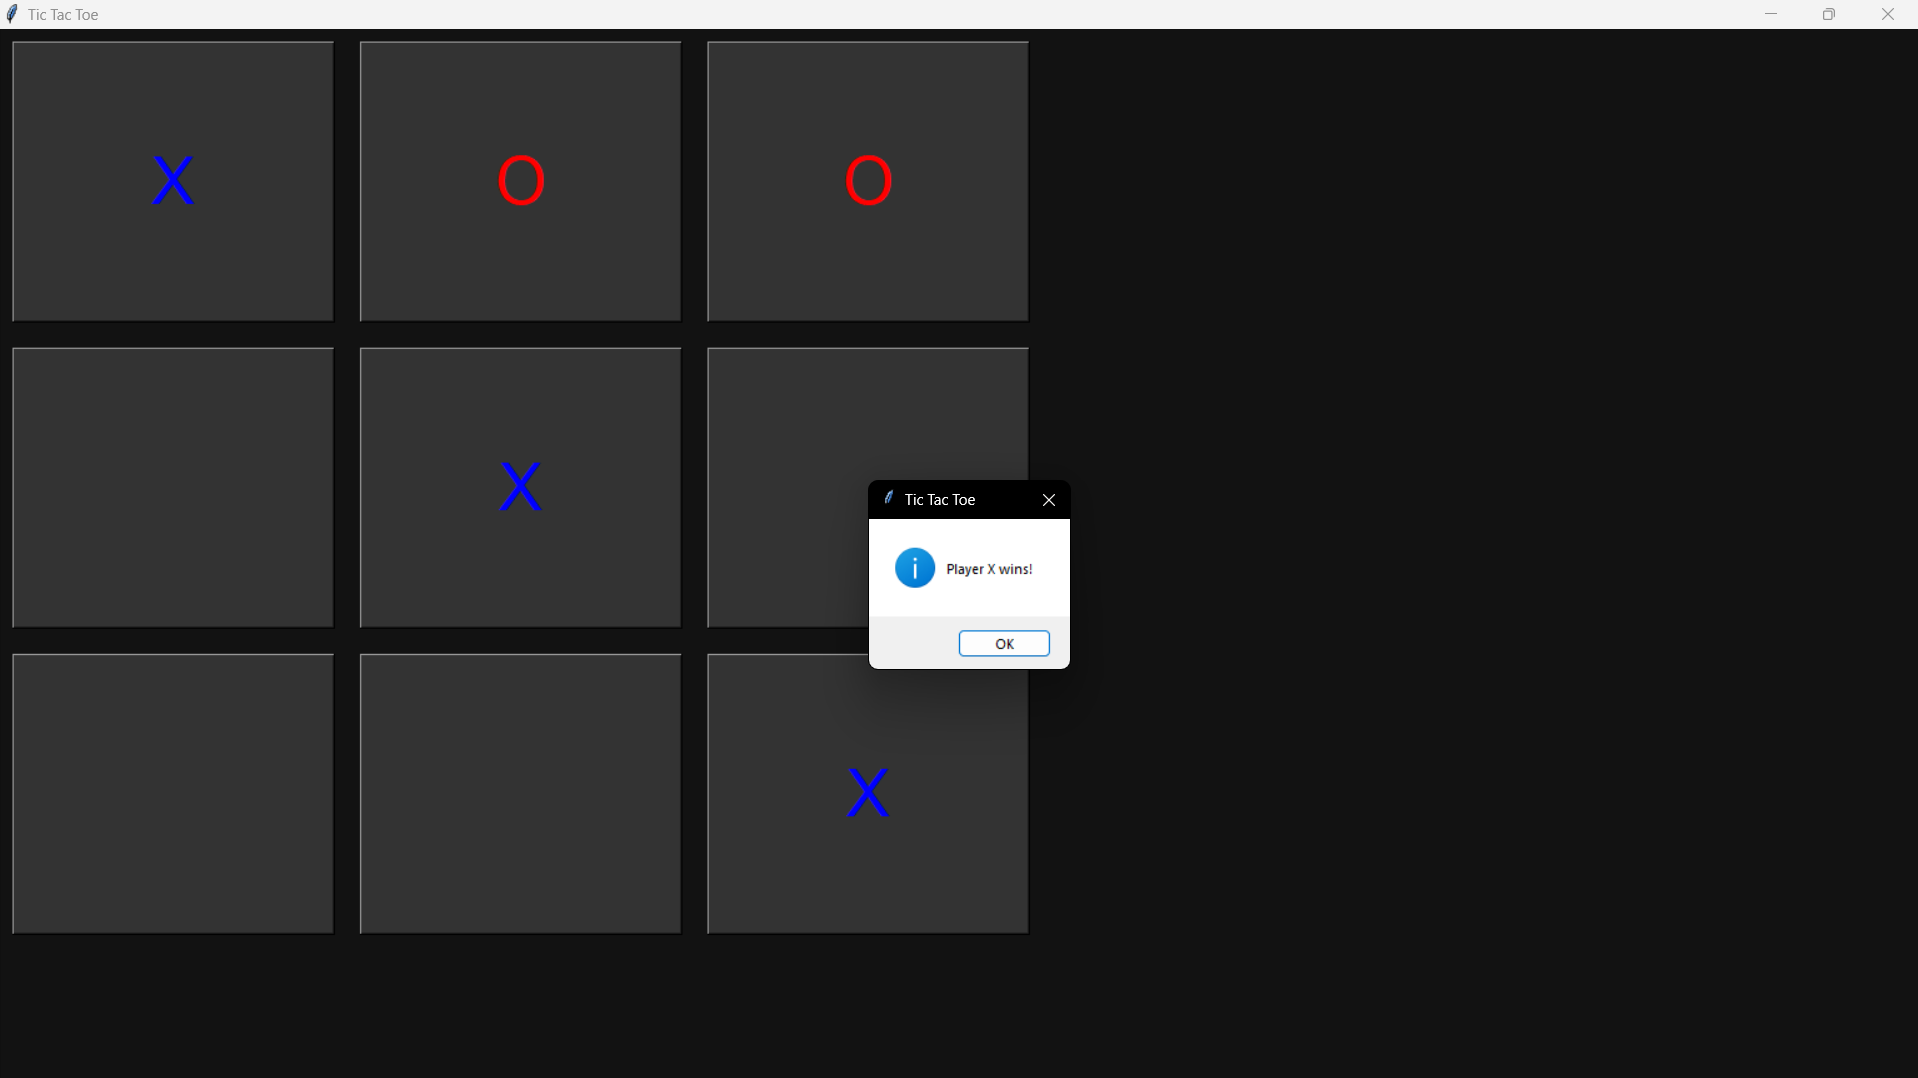 Tic Tac Toe
X O O
X
Tic Tac Toe
Player X wins!
OK
X